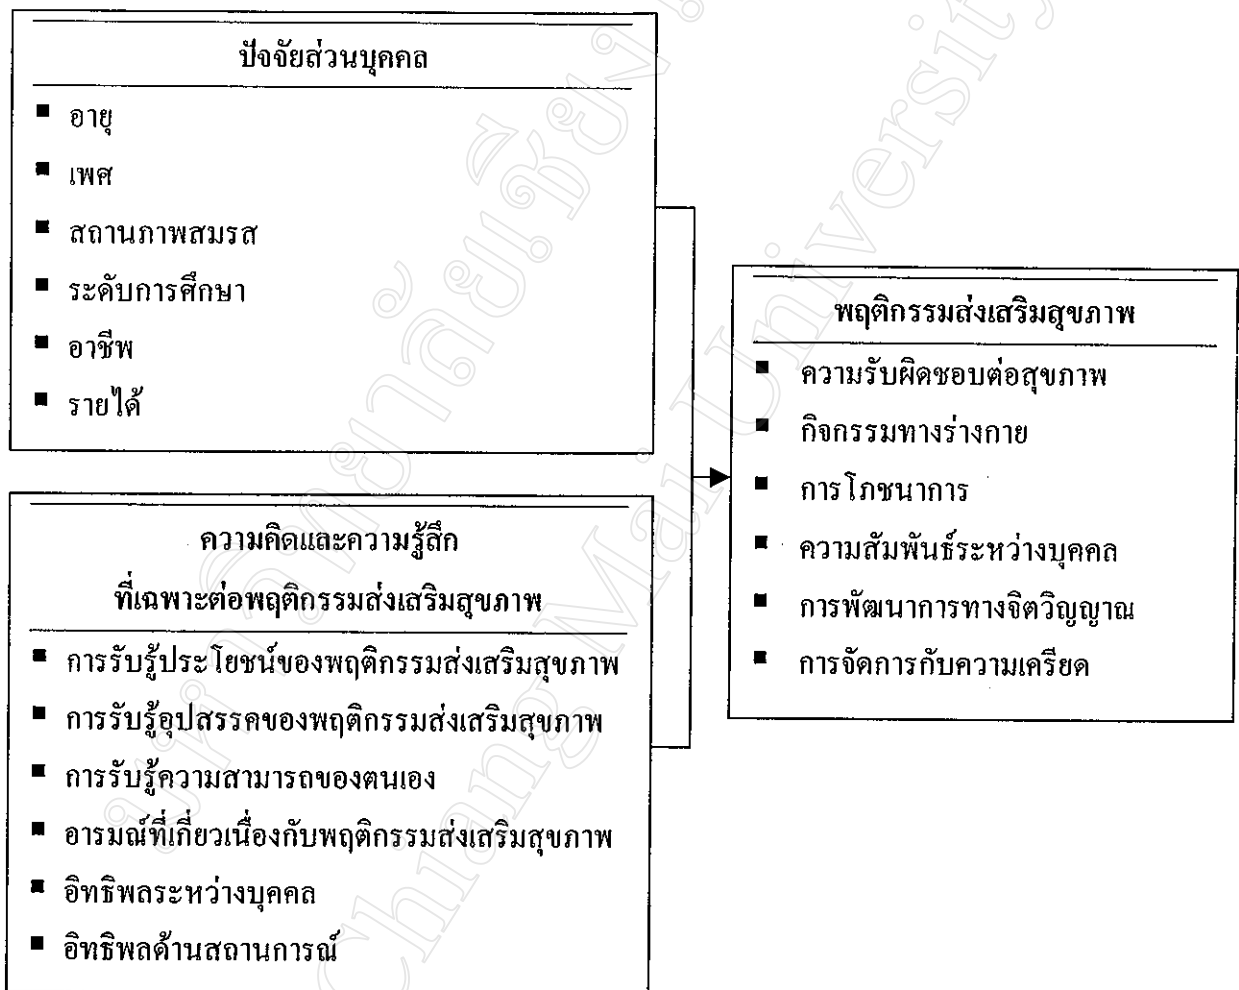 ปัจจัยส่วนบุคคล
▪ อายุ
▪ เพศ
▪ สถานภาพสมรส
▪ ระดับการศึกษา
▪ อาชีพ
▪ รายได้
ความคิดและความรู้สึก
ที่เฉพาะต่อพฤติกรรมส่งเสริมสุขภาพ
▪ การรับรู้ประโยชน์ของพฤติกรรมส่งเสริมสุขภาพ
▪ การรับรู้อุปสรรคของพฤติกรรมส่งเสริมสุขภาพ
▪ การรับรู้ความสามารถของตนเอง
▪ อารมณ์ที่เกี่ยวเนื่องกับพฤติกรรมส่งเสริมสุขภาพ
▪ อิทธิพลระหว่างบุคคล
▪ อิทธิพลด้านสถานการณ์
พฤติกรรมส่งเสริมสุขภาพ
▪ ความรับผิดชอบต่อสุขภาพ
▪ กิจกรรมทางร่างกาย
▪ การโภชนาการ
▪ ความสัมพันธ์ระหว่างบุคคล
▪ การพัฒนาการทางจิตวิญญาณ
▪ การจัดการกับความเครียด
Chiang Mai University